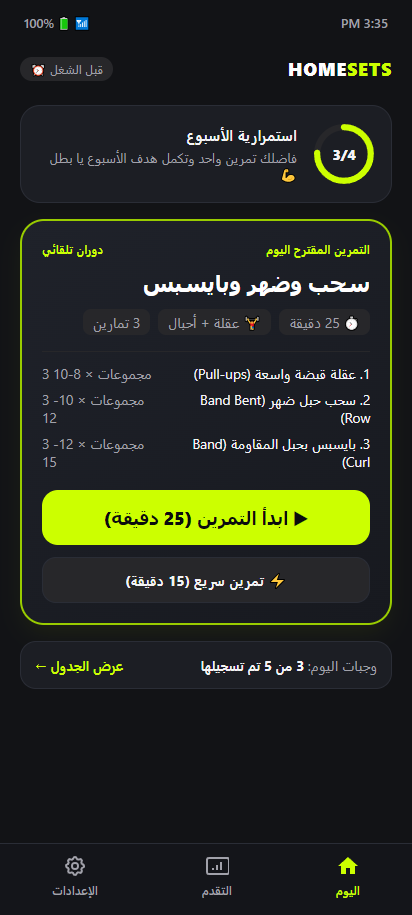 3:35 PM
100%
HOMESETS
قبل الشغل
استمرارية الأسبوع
3/4
فاضلك تمرين واحد وتكمل هدف الأسبوع يا بطل
💪
التمرين المقترح اليوم
دوران تلقائي
سحب وضهر وبايسبس
25 دقيقة
عقلة + أحبال
3 تمارين
1. عقلة قبضة واسعة (Pull-ups)
3 مجموعات × 8-10
2. سحب حبل ضهر (Band Bent
Row)
3 مجموعات × 10-
12
3. بايسبس بحبل المقاومة (Band
Curl)
3 مجموعات × 12-
15
▶ ابدأ التمرين (25 دقيقة)
⚡ تمرين سريع (15 دقيقة)
وجبات اليوم: 3 من 5 تم تسجيلها
عرض الجدول ←
اليوم
التقدم
الإعدادات